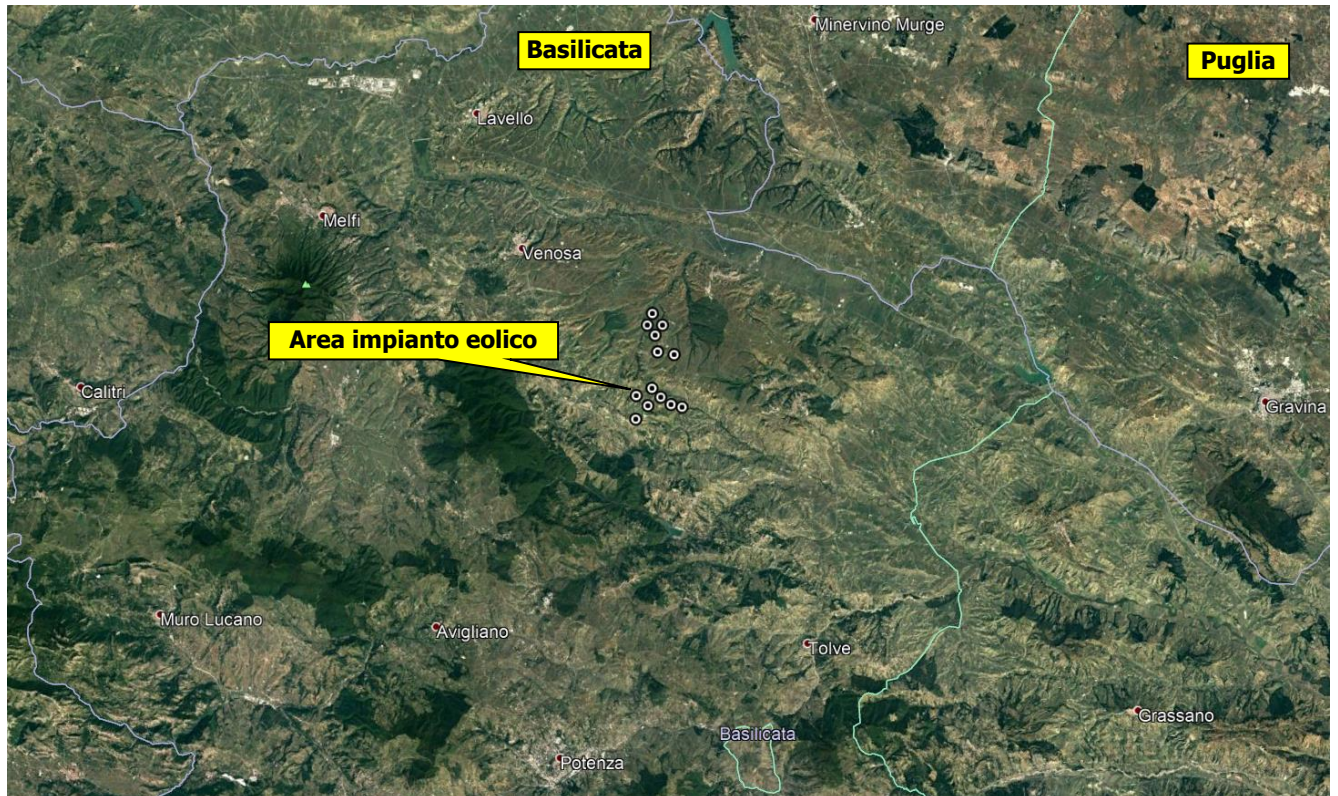 Minervino Murge
Basilicata
Puglia
Lavello
Melfi
Venosa
Area impianto eolico
Calitri
Gravina
Muro Lucano
Avigliano
Tolve
Grassano
Basilicata
Potenza